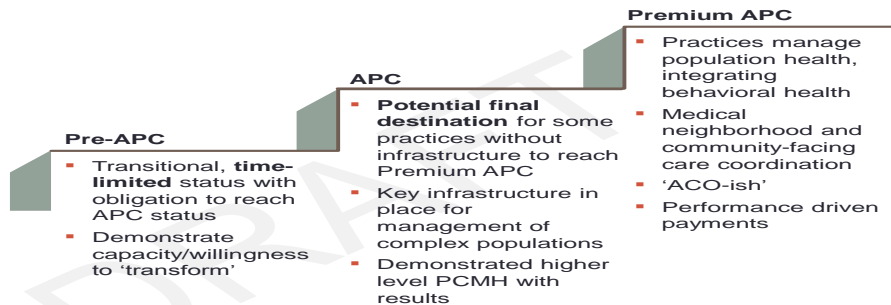 Premium APC
Practices manage
population health,
integrating
behavioral health
Medical
neighborhood and
community-facing
care coordination
'ACO-ish'
Performance driven
payments
APC
Potential final
destination for some
practices without
infrastructure to reach
Premium APC
Key infrastructure in
place for
management of
complex populations
Demonstrated higher
level PCMH with
results
Pre-APC
Transitional, time-
limited status with
obligation to reach
APC status
Demonstrate
capacity/willingness
to 'transform'
DRAFT